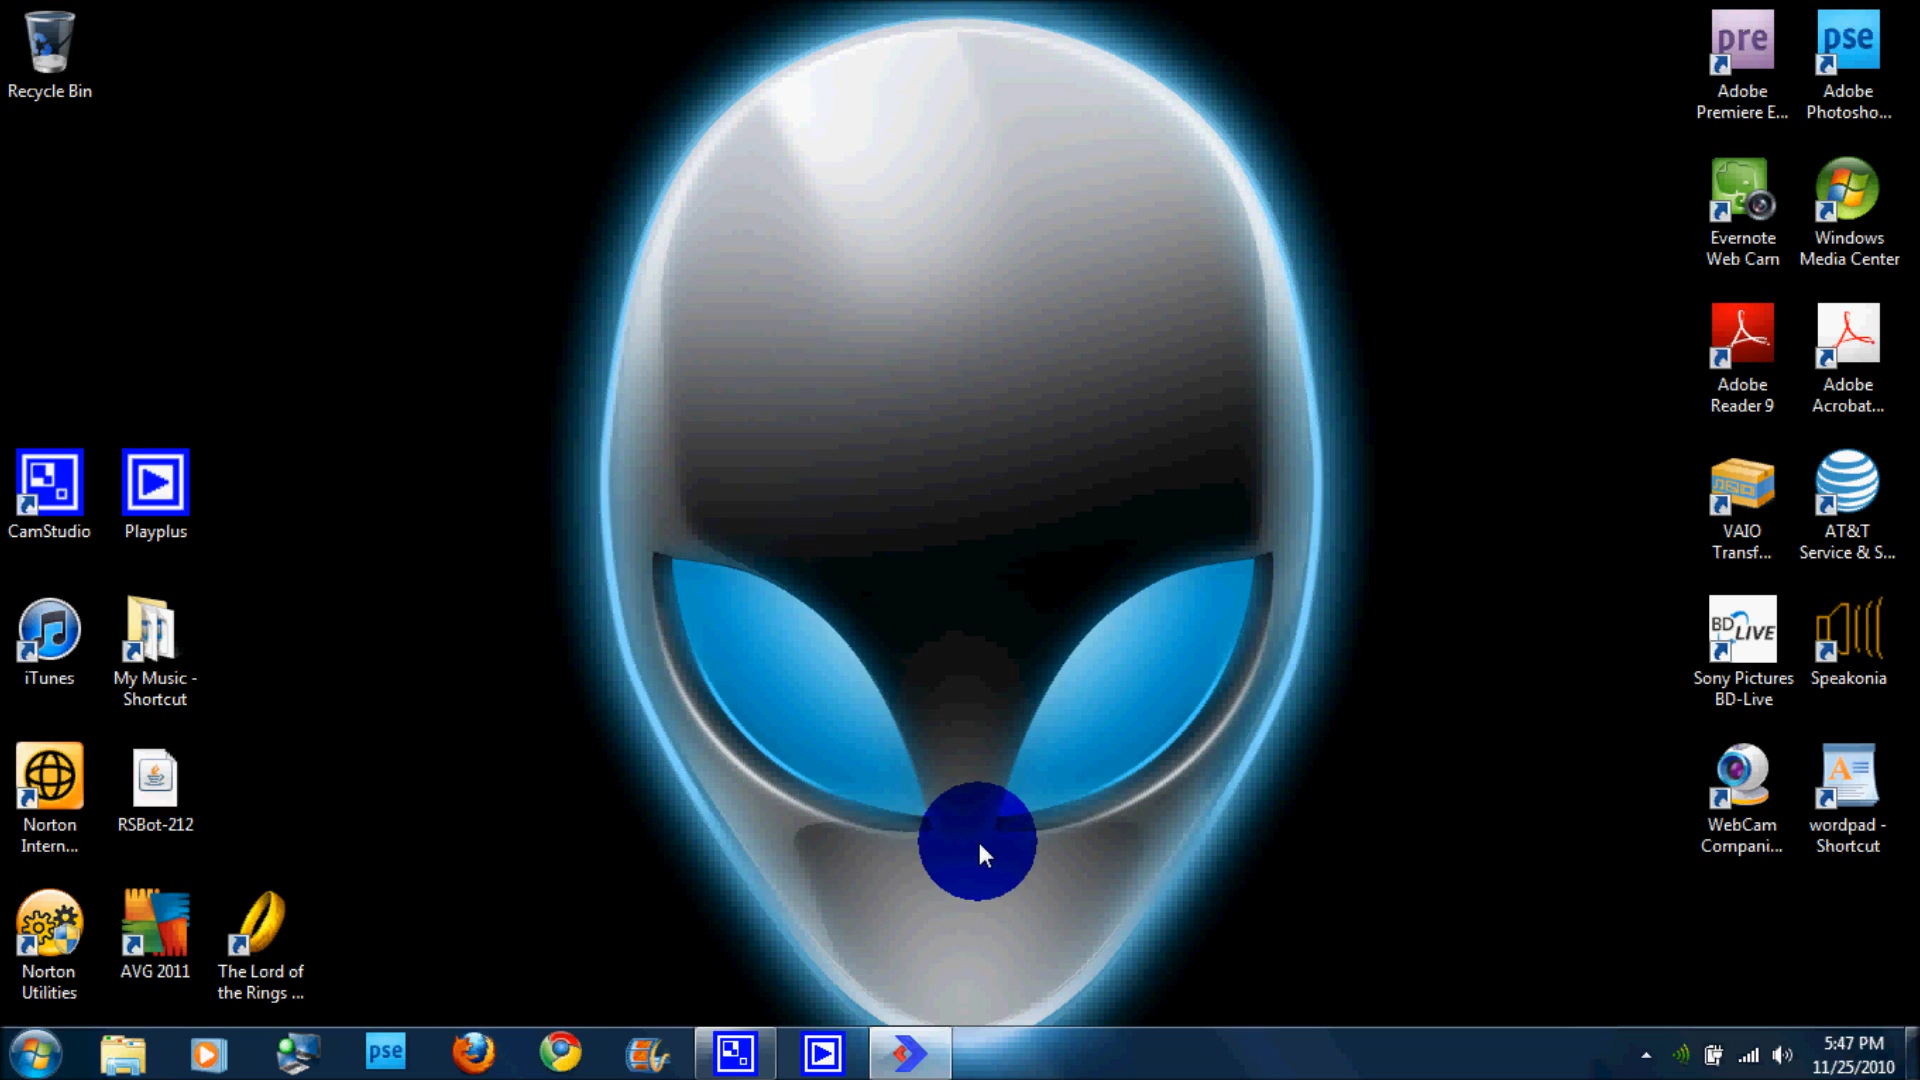 Recycle Bin
pre
Adobe
Premiere E...
pse
Adobe
Photosho...
Evernote
Web Cam
Windows
Media Center
Adobe
Reader 9
Adobe
Acrobat...
CamStudio
Playplus
VAIO
Transf...
AT&T
Service & S...
iTunes
My Music -
Shortcut
BD LIVE
Sony Pictures
BD-Live
Speakonia
Norton
Intern...
RSBot-212
WebCam
Compani...
A
wordpad -
Shortcut
Norton
Utilities
AVG 2011
The Lord of
the Rings ...
pse
5:47 PM
11/25/2010